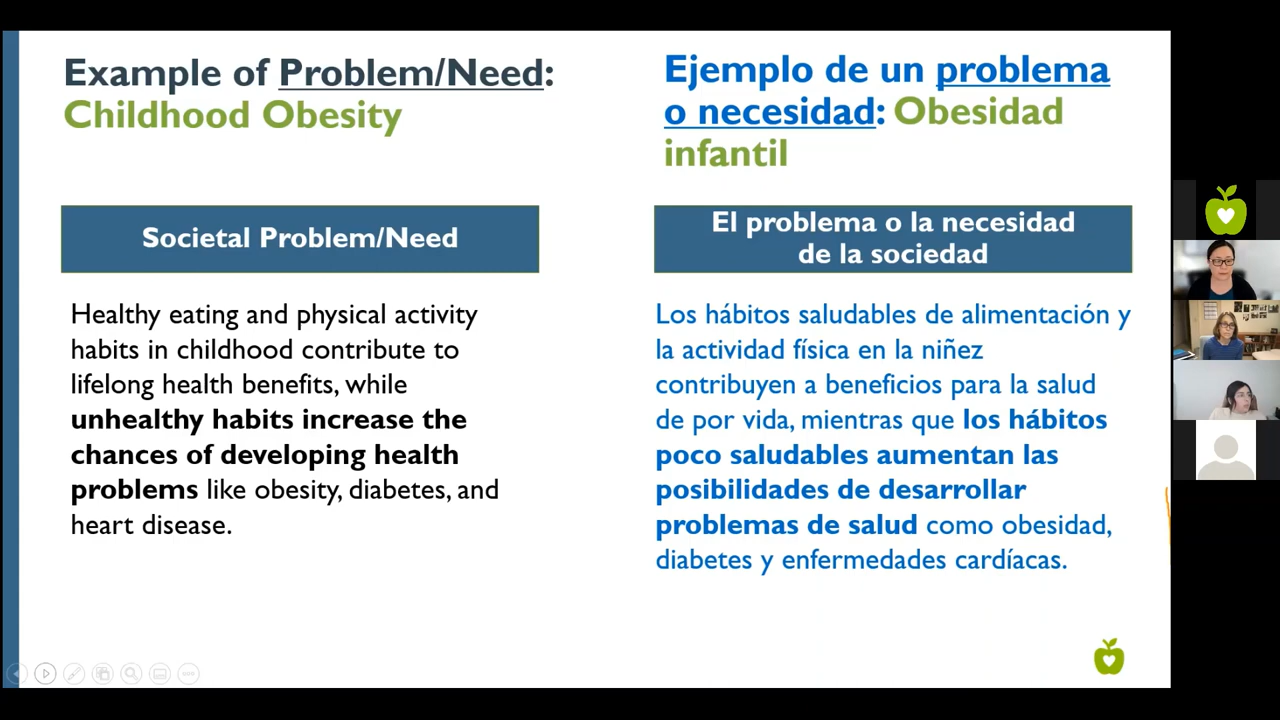 Example of Problem/Need:
Childhood Obesity
Societal Problem/Need
Healthy eating and physical activity
habits in childhood contribute to
lifelong health benefits, while
unhealthy habits increase the
chances of developing health
problems like obesity, diabetes, and
heart disease.
Ejemplo de un problema
o necesidad: Obesidad
infantil
El problema o la necesidad
de la sociedad
Los hábitos saludables de alimentación y
la actividad física en la niñez
contribuyen a beneficios para la salud
de por vida, mientras que los hábitos
poco saludables aumentan las
posibilidades de desarrollar
problemas de salud como obesidad,
diabetes y enfermedades cardíacas.